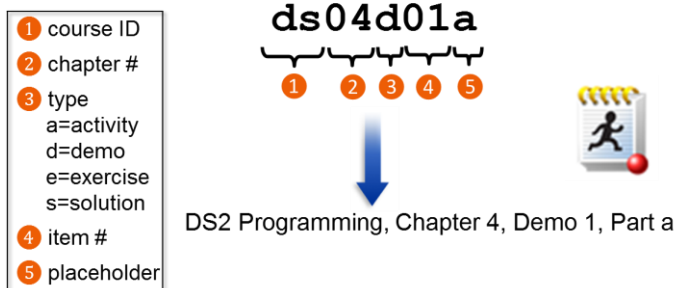 1 course ID
2 chapter #
3 type
a=activity
d=demo
e=exercise
s=solution
4 item #
5 placeholder
ds04d01a
1 2 3 4 5
DS2 Programming, Chapter 4, Demo 1, Part a